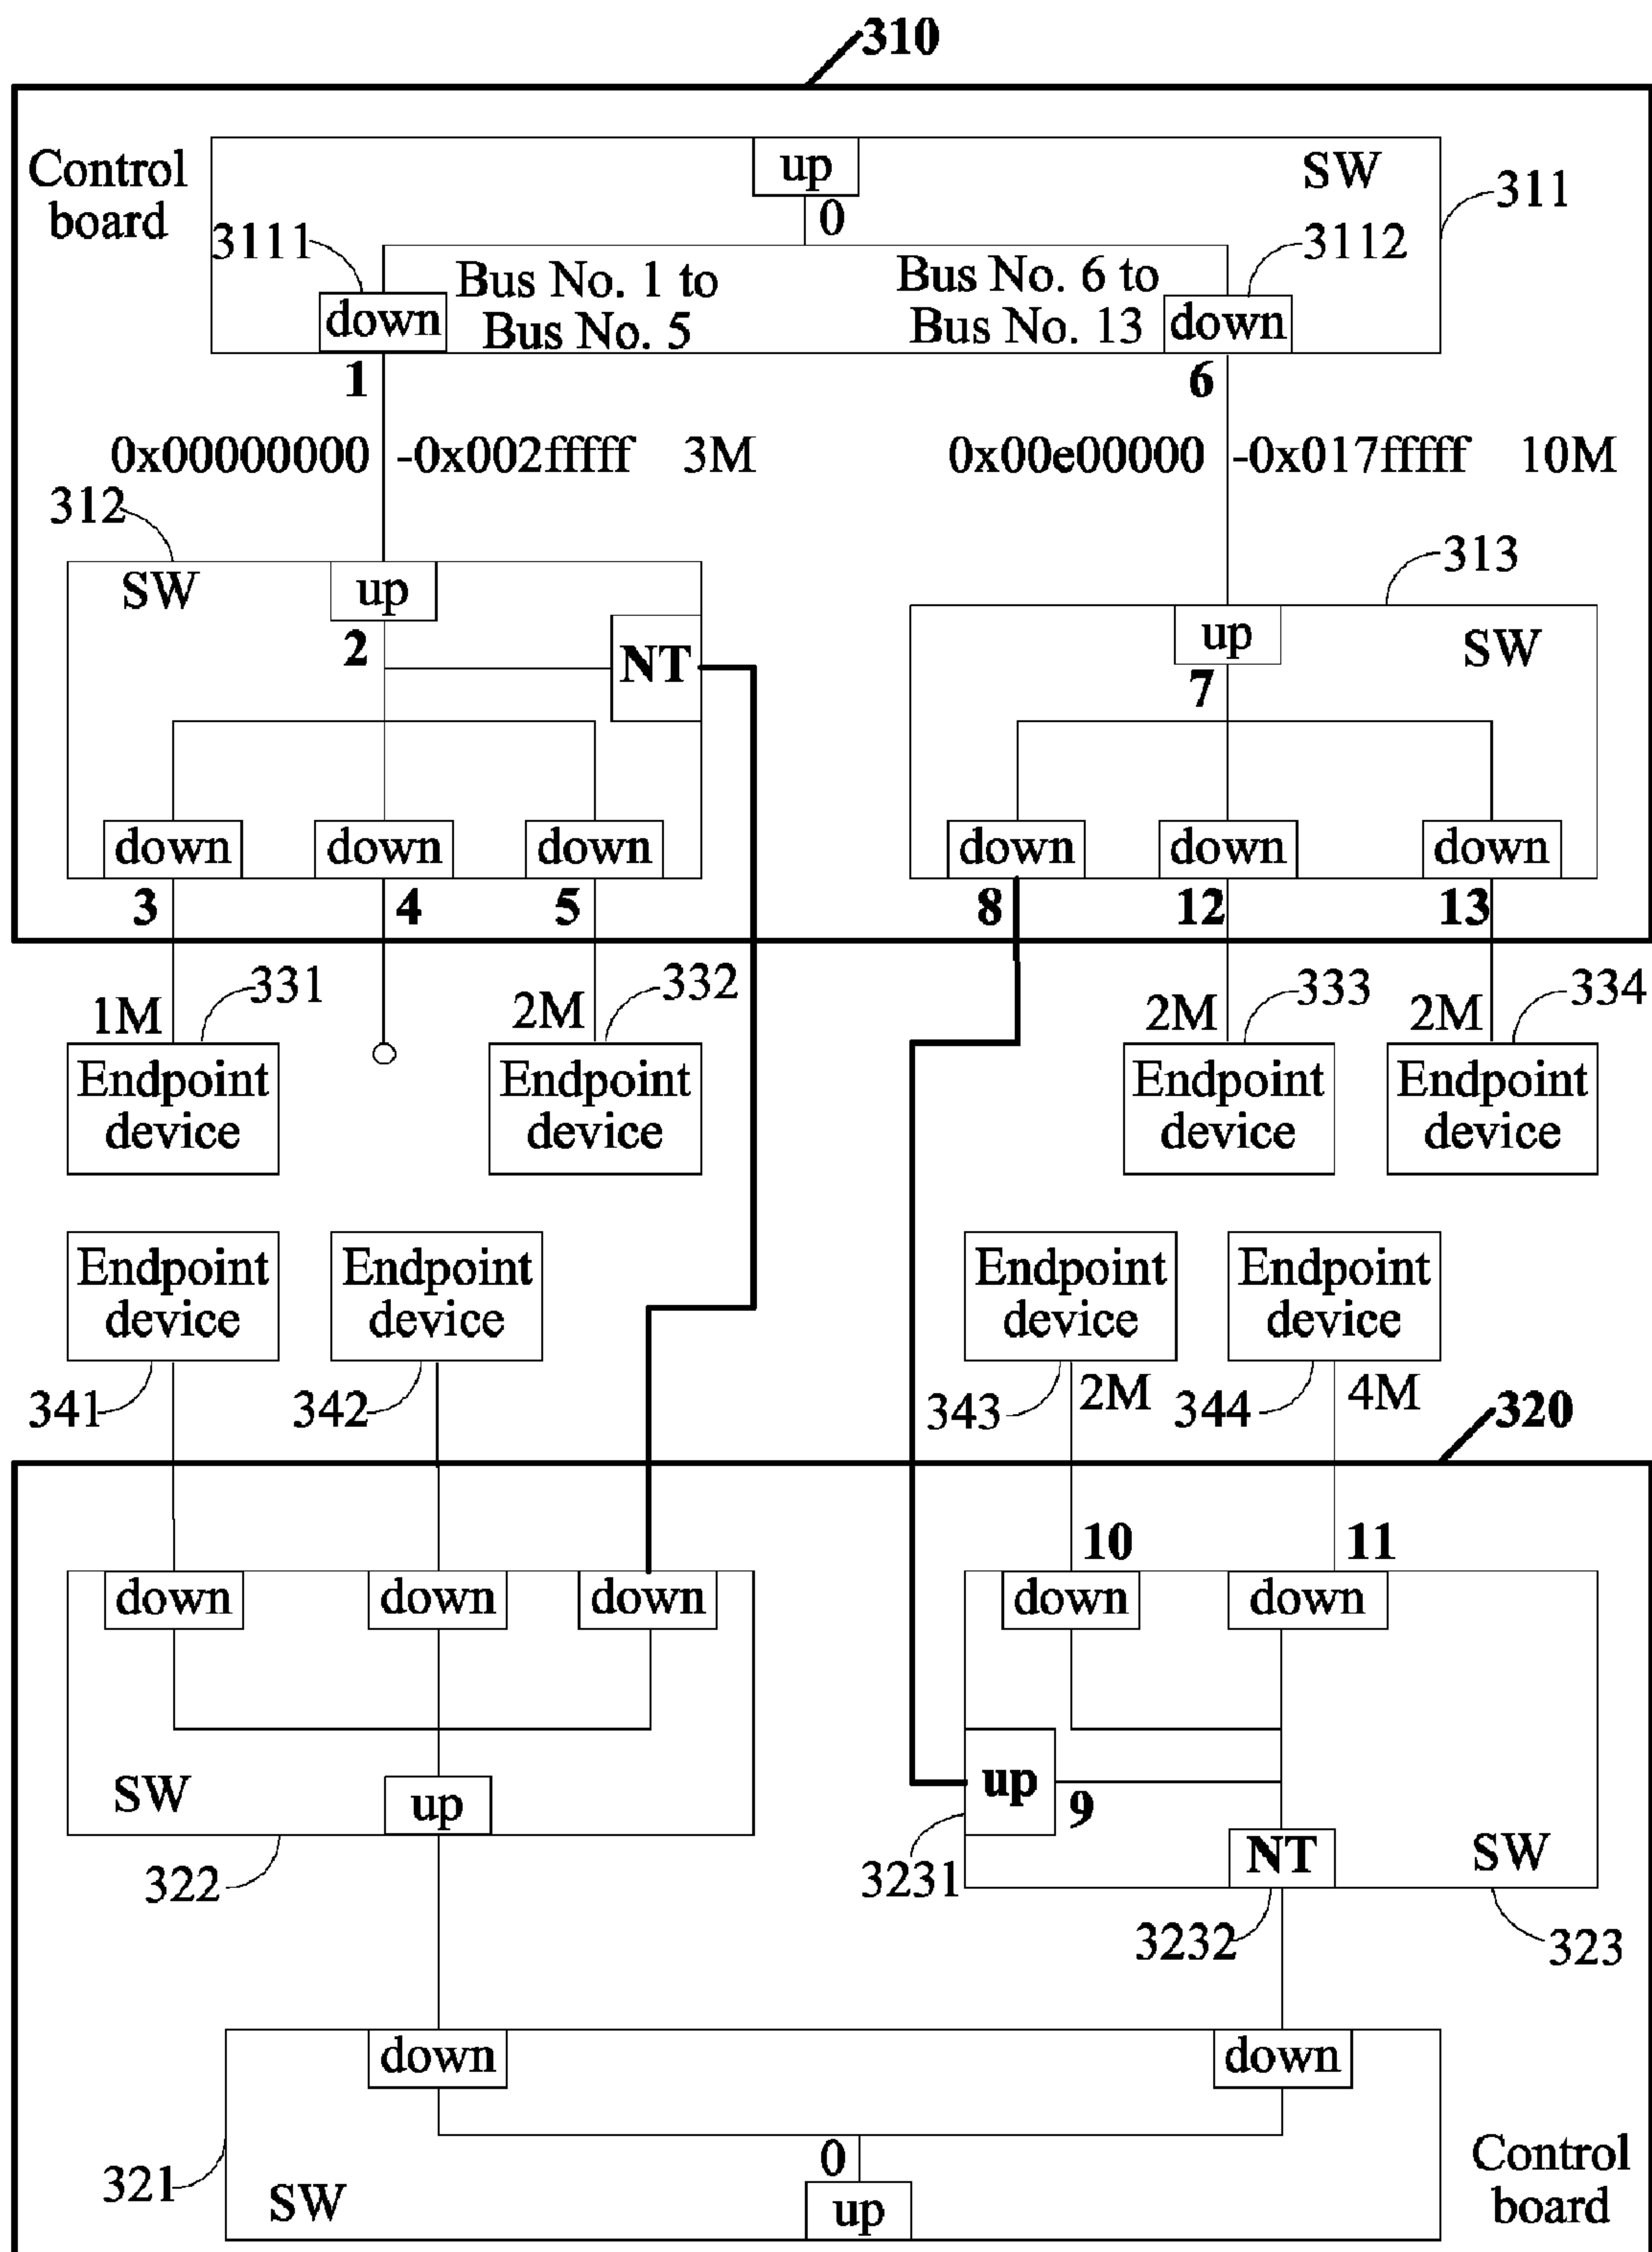 310
Control
board
up
SW
311
0
3111
3112
Bus No. 1 to
Bus No. 5
Bus No. 6 to
Bus No. 13
down
down
1
6
0x00000000 -0x002fffff 3M
0x00e00000 -0x017fffff 10M
312
313
SW
up
2
NT
up
SW
7
down
down
down
down
down
down
3
4
5
8
12
13
331
332
333
334
1M
2M
2M
2M
Endpoint
device
Endpoint
device
Endpoint
device
Endpoint
device
Endpoint
device
Endpoint
device
Endpoint
device
Endpoint
device
341
342
343
2M
344
4M
320
10
11
down
down
down
down
down
SW
up
up
9
NT
SW
322
3231
3232
323
down
down
321
SW
0
up
Control
board